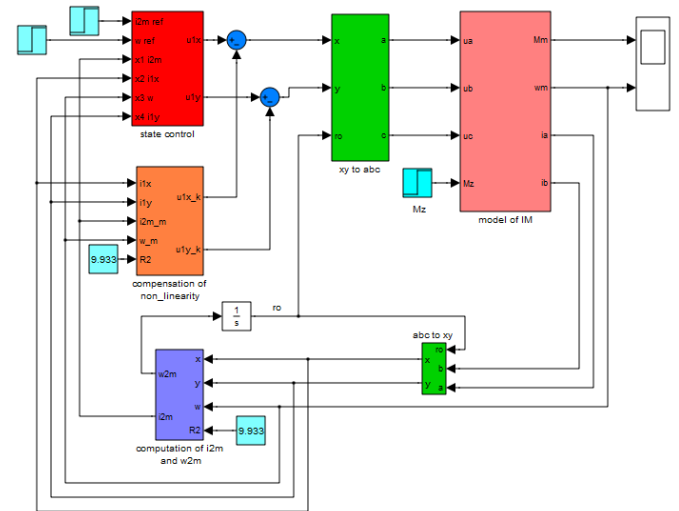 i2m ref
w ref
x1 i2m
x2 i1x
x3 w
x4 i1y
u1x
u1y
state control
+_
+_
x
y
ro
a
b
c
xy to abc
ua
ub
uc
Mz
Mm
wm
ia
ib
model of IM
Mz
i1x
i1y
i2m_m
w_m
R2
u1x_k
u1y_k
9.933
compensation of
non_linearity
1
s
ro
abc to xy
ro
x
b
y
a
w2m
i2m
x
y
w
R2
9.933
computation of i2m
and w2m